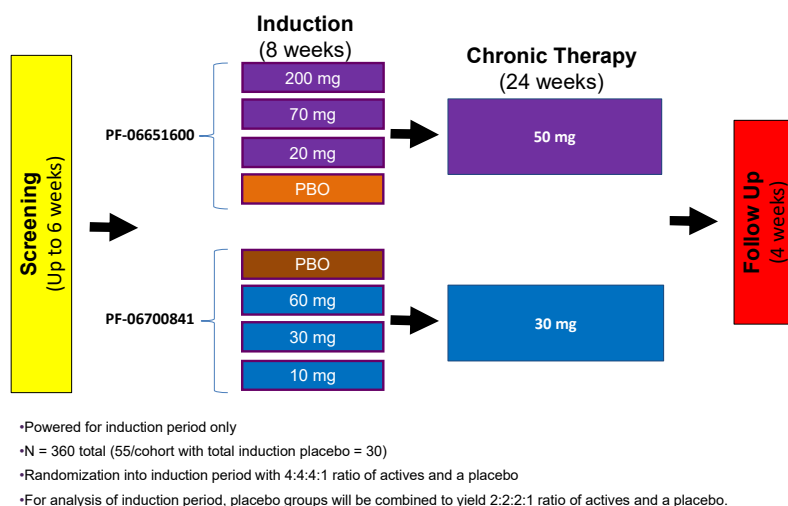 Screening
(Up to 6 weeks)
Induction
(8 weeks)
PF-06651600
200 mg
70 mg
20 mg
PBO
PF-06700841
PBO
60 mg
30 mg
10 mg
Chronic Therapy
(24 weeks)
50 mg
30 mg
Follow Up
(4 weeks)
•Powered for induction period only
•N = 360 total (55/cohort with total induction placebo = 30)
•Randomization into induction period with 4:4:4:1 ratio of actives and a placebo
•For analysis of induction period, placebo groups will be combined to yield 2:2:2:1 ratio of actives and a placebo.